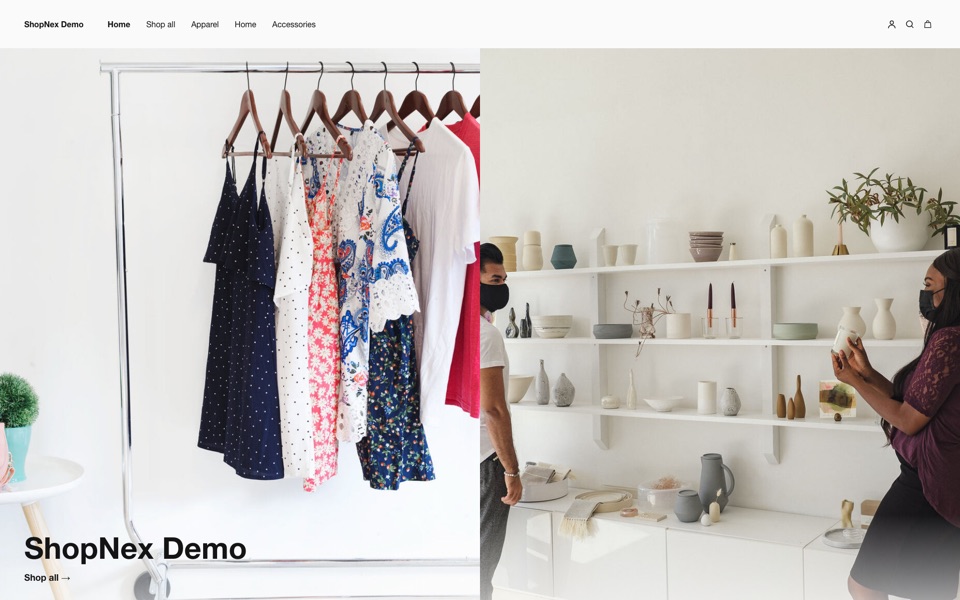 ShopNex Demo
Home
Shop all
Apparel
Home
Accessories
ShopNex Demo
Shop all →